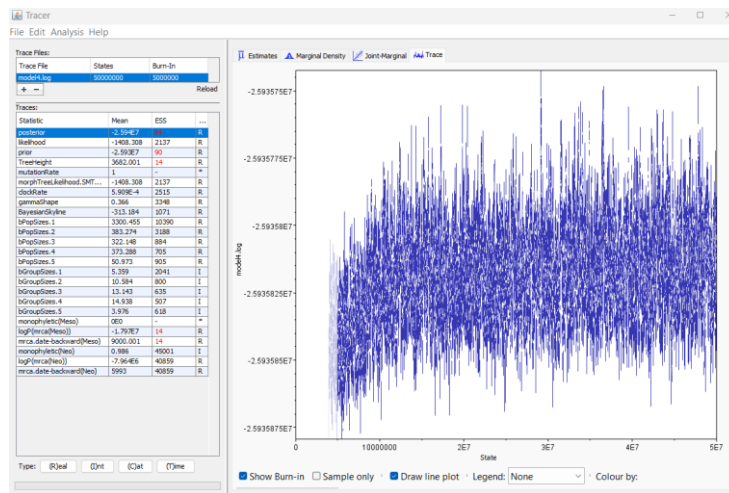 Tracer
File Edit Analysis Help
Trace Files:
Trace File States Burn-In
model4.log 50000000 5000000
+ − Reload
Traces:
Statistic Mean ESS ...
posterior -2.594E7 R
likelihood -1408.308 2137 R
prior -2.593E7 90 R
TreeHeight 3682.001 14 R
mutationRate 1 - *
morphTreeLikelihood.SMT.... -1408.308 2137 R
clockRate 5.909E-4 2515 R
gammaShape 0.366 3348 R
BayesianSkyline -313.184 1071 R
bPopSizes.1 3300.455 10390 R
bPopSizes.2 383.274 3188 R
bPopSizes.3 322.148 884 R
bPopSizes.4 373.288 705 R
bPopSizes.5 50.973 905 R
bGroupSizes.1 5.359 2041 I
bGroupSizes.2 10.584 800 I
bGroupSizes.3 13.143 635 I
bGroupSizes.4 14.938 507 I
bGroupSizes.5 3.976 618 I
monophyletic(Meso) 0E0 - *
logP(mrca(Meso)) -1.797E7 14 R
mrca.date-backward(Meso) 9000.001 14 R
monophyletic(Neo) 0.986 45001 I
logP(mrca(Neo)) -7.964E6 40859 R
mrca.date-backward(Neo) 5993 40859 R
Type: (R)eal (I)nt (C)at (T)ime
Estimates Marginal Density Joint-Marginal Trace
-2.593575E7
-2.5935775E7
-2.59358E7
-2.5935825E7
-2.593585E7
-2.5935875E7
model4.log
0 10000000 2E7 3E7 4E7 5E7
State
Show Burn-in Sample only Draw line plot Legend: None Colour by: